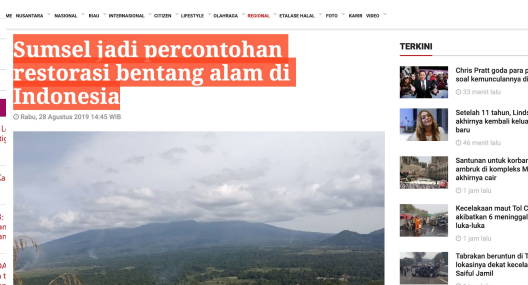 NUSANTARA NASIONAL RIAU INTERNASIONAL CITIZEN LIFESTYLE OLAHRAGA REGIONAL ETALASE HALAL FOTO KARIR VIDEO
Sumsel jadi percontohan
restorasi bentang alam di
Indonesia
Rabu, 28 Agustus 2019 14:45 WIB
TERKINI
Chris Pratt goda para p
soal kemunculannya di
33 menit lalu
Setelah 11 tahun, Linds
akhirnya kembali kelua
baru
46 menit lalu
Santunan untuk korban
ambruk di kompleks M
akhirnya cair
1 jam lalu
Kecelakaan maut Tol C
akibatkan 6 meninggal
luka-luka
1 jam lalu
Tabrakan beruntun di T
lokasinya dekat kecela
Saiful Jamil